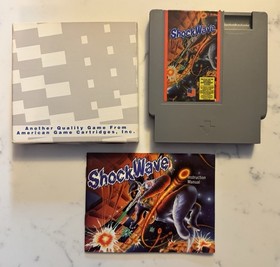 Another Quality Game From
American Game Cartridges, Inc.
ShockWave
ShockWave
Instruction
Manual